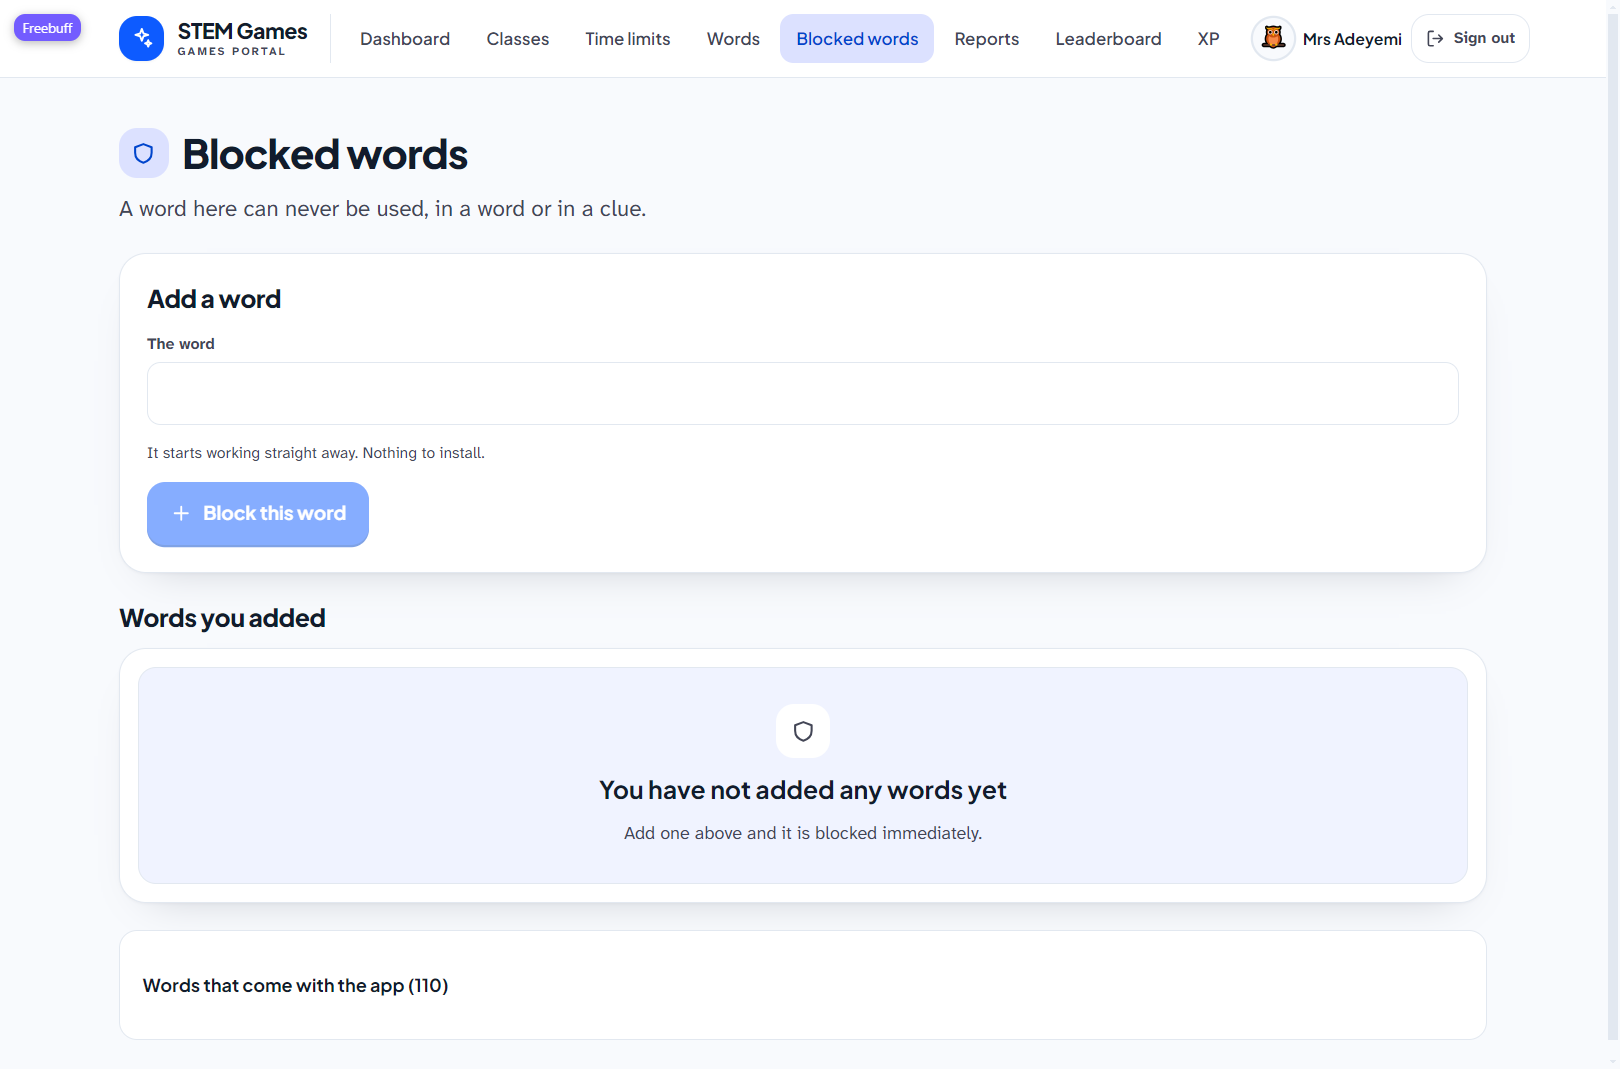 Freebuff
STEM Games
GAMES PORTAL
Dashboard
Classes
Time limits
Words
Blocked words
Reports
Leaderboard
XP
Mrs Adeyemi
Sign out
Blocked words
A word here can never be used, in a word or in a clue.
Add a word
The word
It starts working straight away. Nothing to install.
Block this word
Words you added
You have not added any words yet
Add one above and it is blocked immediately.
Words that come with the app (110)